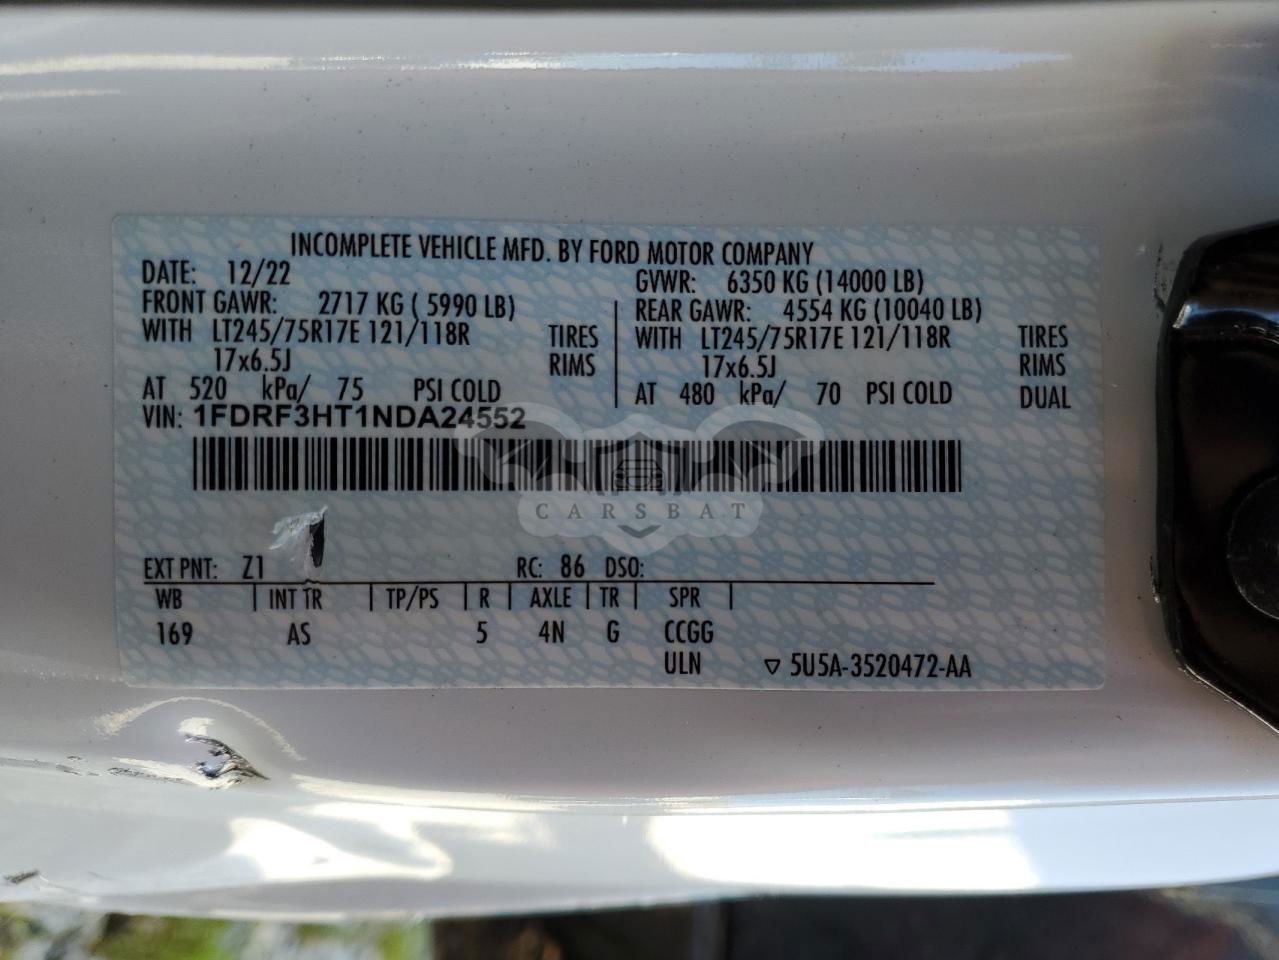 INCOMPLETE VEHICLE MFD. BY FORD MOTOR COMPANY
DATE: 12/22 GVWR: 6350 KG (14000 LB)
FRONT GAWR: 2717 KG (5990 LB) REAR GAWR: 4554 KG (10040 LB)
WITH LT245/75R17E 121/118R TIRES WITH LT245/75R17E 121/118R TIRES
17x6.5J RIMS 17x6.5J RIMS
AT 520 kPa/ 75 PSI COLD AT 480 kPa/ 70 PSI COLD DUAL
VIN: 1FDRF3HT1NDA24552
CARSBAT
EXT PNT: Z1 RC: 86 DSO:
WB INT TR TP/PS R AXLE TR SPR
169 AS 5 4N G CCGG
ULN ▽ 5U5A-3520472-AA